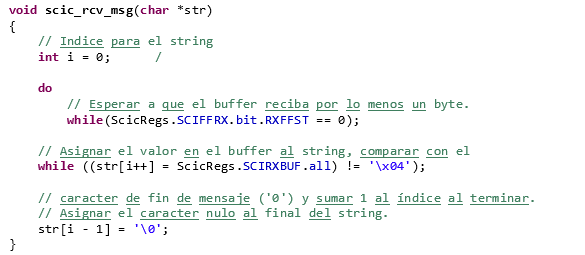 void scic_rcv_msg(char *str)
{
// Indice para el string
int i = 0; /
do
// Esperar a que el buffer reciba por lo menos un byte.
while(ScicRegs.SCIFFRX.bit.RXFFST == 0);
// Asignar el valor en el buffer al string, comparar con el
while ((str[i++] = ScicRegs.SCIRXBUF.all) != '\x04');
// caracter de fin de mensaje ('0') y sumar 1 al índice al terminar.
// Asignar el caracter nulo al final del string.
str[i - 1] = '\0';
}